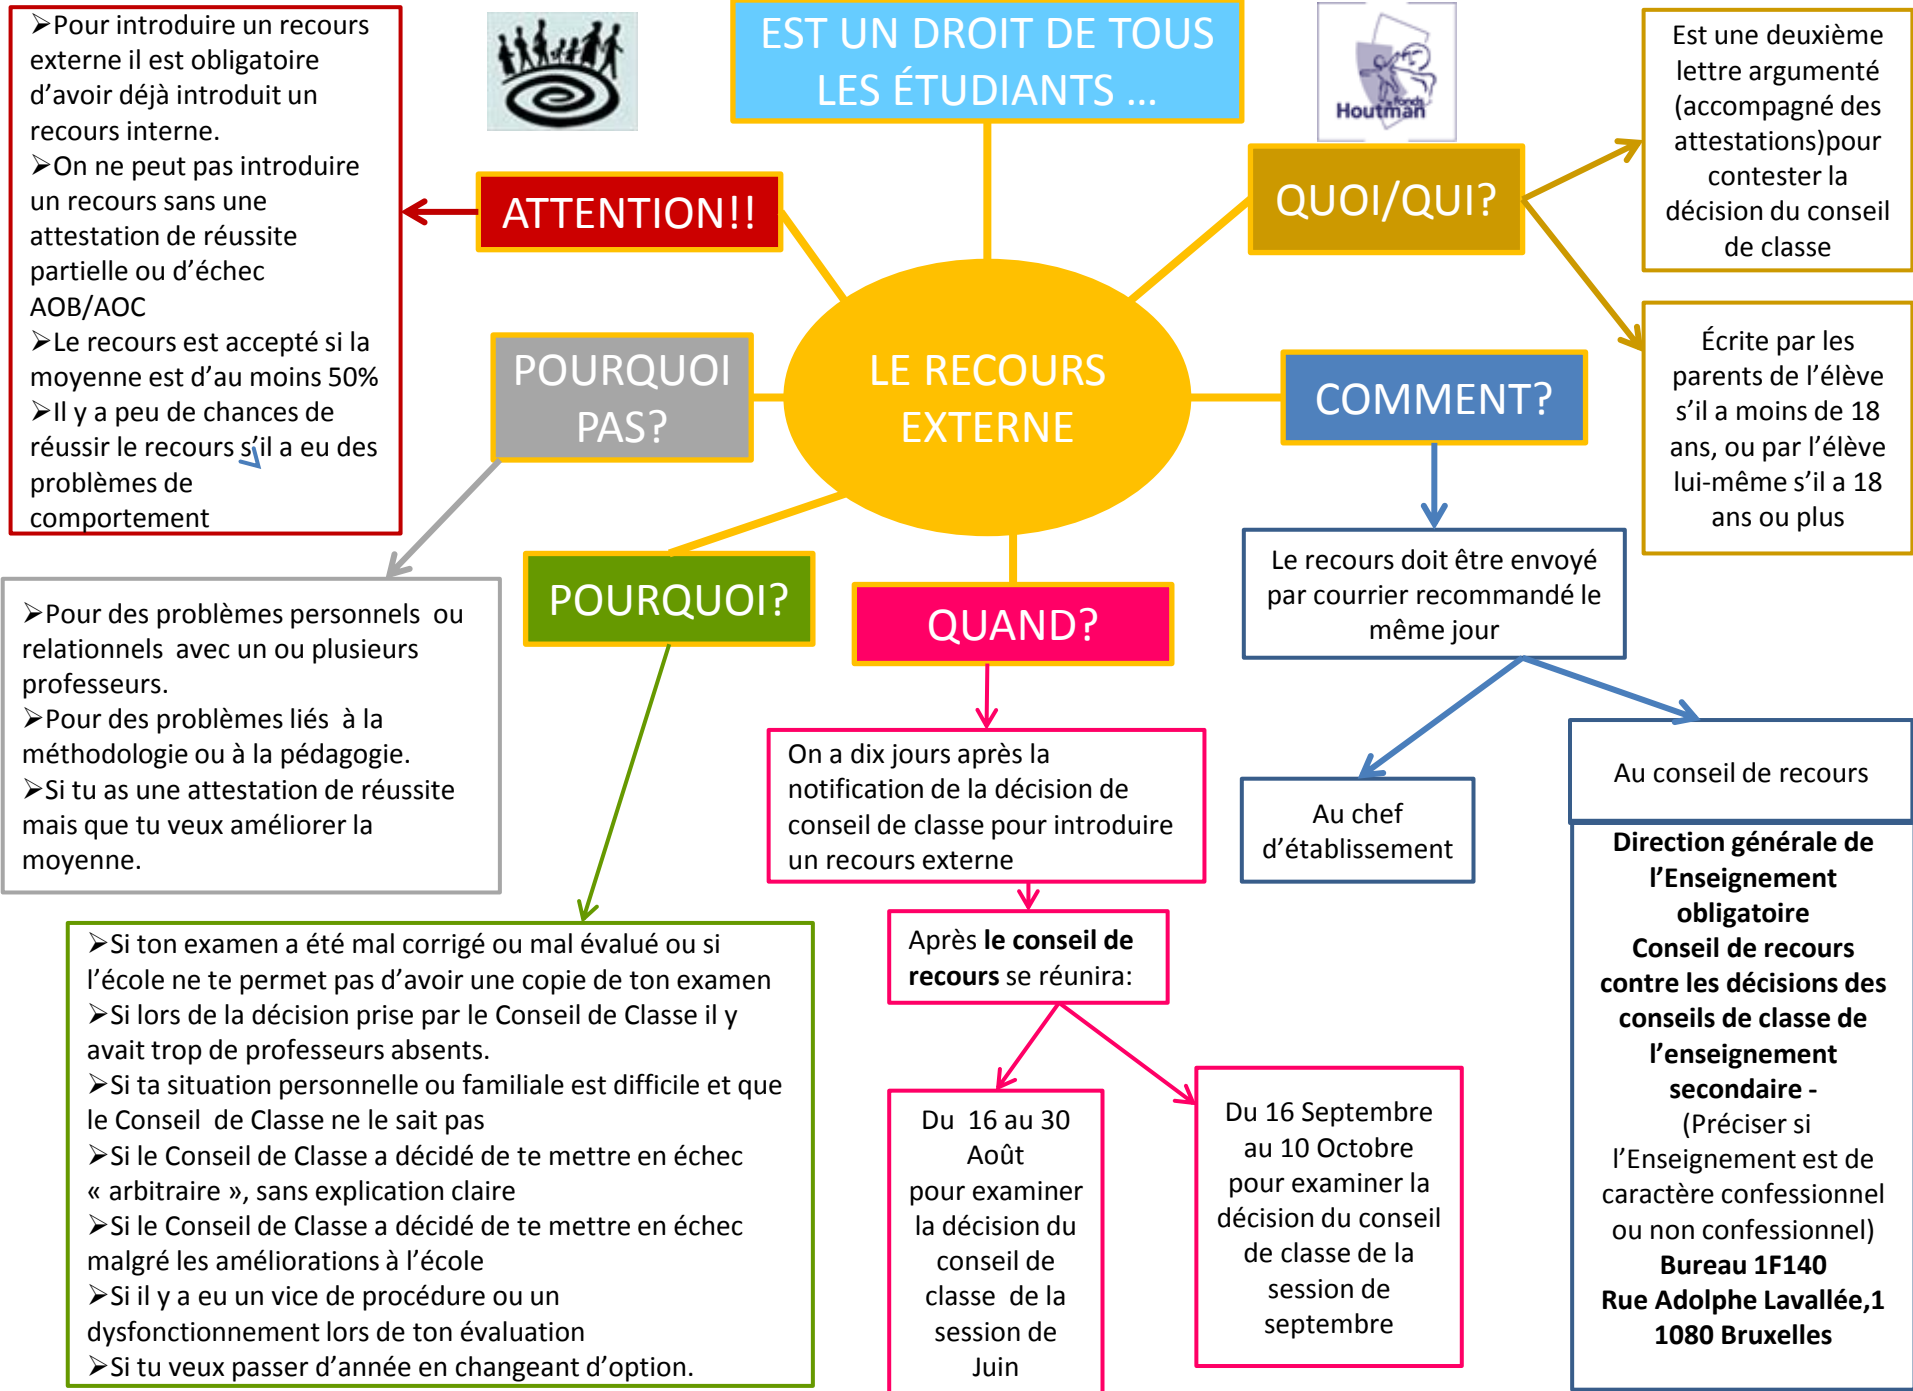 ➢Pour introduire un recours
externe il est obligatoire
d’avoir déjà introduit un
recours interne.
➢On ne peut pas introduire
un recours sans une
attestation de réussite
partielle ou d’échec
AOB/AOC
➢Le recours est accepté si la
moyenne est d’au moins 50%
➢Il y a peu de chances de
réussir le recours s’il a eu des
problèmes de
comportement
EST UN DROIT DE TOUS
LES ÉTUDIANTS ...
fonds
Houtman
Est une deuxième
lettre argumenté
(accompagné des
attestations)pour
contester la
décision du conseil
de classe
ATTENTION!!
QUOI/QUI?
Écrite par les
parents de l’élève
s’il a moins de 18
ans, ou par l’élève
lui-même s’il a 18
ans ou plus
POURQUOI
PAS?
LE RECOURS
EXTERNE
COMMENT?
Le recours doit être envoyé
par courrier recommandé le
même jour
➢Pour des problèmes personnels  ou
relationnels  avec un ou plusieurs
professeurs.
➢Pour des problèmes liés  à la
méthodologie ou à la pédagogie.
➢Si tu as une attestation de réussite
mais que tu veux améliorer la
moyenne.
POURQUOI?
QUAND?
On a dix jours après la
notification de la décision de
conseil de classe pour introduire
un recours externe
Au chef
d’établissement
Au conseil de recours
Direction générale de
l’Enseignement
obligatoire
Conseil de recours
contre les décisions des
conseils de classe de
l’enseignement
secondaire -
(Préciser si
l’Enseignement est de
caractère confessionnel
ou non confessionnel)
Bureau 1F140
Rue Adolphe Lavallée,1
1080 Bruxelles
➢Si ton examen a été mal corrigé ou mal évalué ou si
l’école ne te permet pas d’avoir une copie de ton examen
➢Si lors de la décision prise par le Conseil de Classe il y
avait trop de professeurs absents.
➢Si ta situation personnelle ou familiale est difficile et que
le Conseil  de Classe ne le sait pas
➢Si le Conseil de Classe a décidé de te mettre en échec
« arbitraire », sans explication claire
➢Si le Conseil de Classe a décidé de te mettre en échec
malgré les améliorations à l’école
➢Si il y a eu un vice de procédure ou un
dysfonctionnement lors de ton évaluation
➢Si tu veux passer d’année en changeant d’option.
Après le conseil de
recours se réunira:
Du  16 au 30
Août
pour examiner
la décision du
conseil de
classe  de la
session de
Juin
Du 16 Septembre
au 10 Octobre
pour examiner la
décision du conseil
de classe de la
session de
septembre